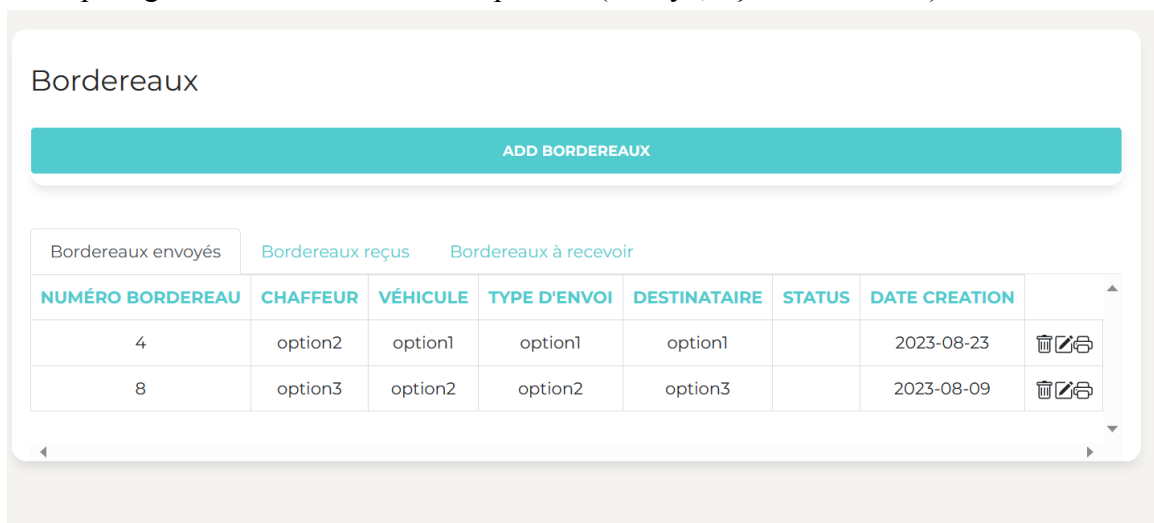 Bordereaux
ADD BORDEREAUX
Bordereaux envoyés Bordereaux reçus Bordereaux à recevoir
NUMÉRO BORDEREAU CHAFFEUR VÉHICULE TYPE D'ENVOI DESTINATAIRE STATUS DATE CREATION
4 option2 option1 option1 option1 2023-08-23
8 option3 option2 option2 option3 2023-08-09